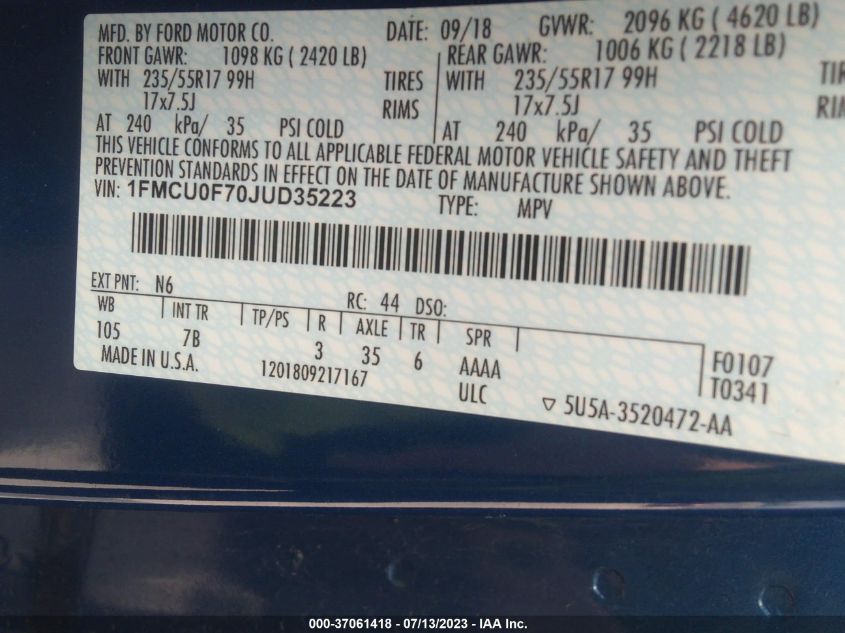 MFD. BY FORD MOTOR CO. DATE: 09/18 GVWR: 2096 KG ( 4620 LB)
FRONT GAWR: 1098 KG ( 2420 LB) REAR GAWR: 1006 KG ( 2218 LB)
WITH 235/55R17 99H TIRES WITH 235/55R17 99H
17x7.5J RIMS 17x7.5J
AT 240 kPa/ 35 PSI COLD AT 240 kPa/ 35 PSI COLD
THIS VEHICLE CONFORMS TO ALL APPLICABLE FEDERAL MOTOR VEHICLE SAFETY AND THEFT
PREVENTION STANDARDS IN EFFECT ON THE DATE OF MANUFACTURE SHOWN ABOVE.
VIN: 1FMCU0F70JUD35223 TYPE: MPV
EXT PNT: N6 RC: 44 DSO:
WB INT TR TP/PS R AXLE TR SPR
105 7B 3 35 6 AAAA F0107
MADE IN U.S.A. 1201809217167 ULC T0341
▽ 5U5A-3520472-AA
000-37061418 - 07/13/2023 - IAA Inc.